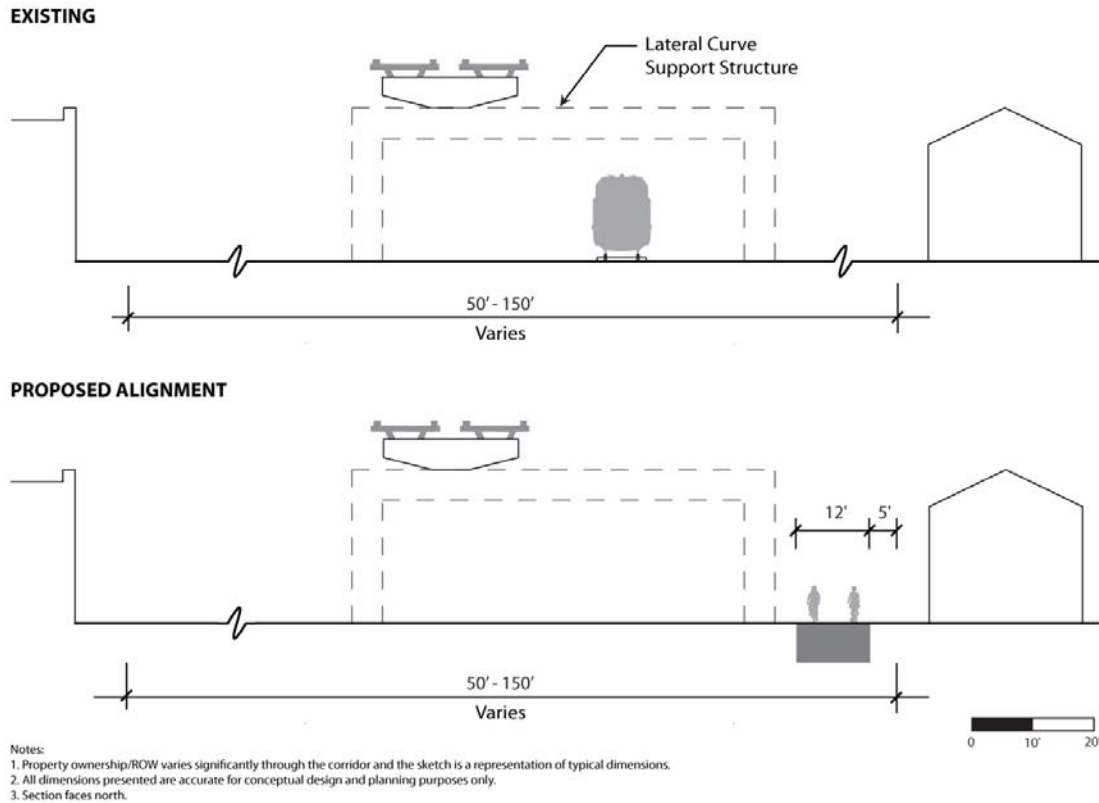 EXISTING
Lateral Curve
Support Structure
50' - 150'
Varies
PROPOSED ALIGNMENT
12' 5'
50' - 150'
Varies
0 10' 20'
Notes:
1. Property ownership/ROW varies significantly through the corridor and the sketch is a representation of typical dimensions.
2. All dimensions presented are accurate for conceptual design and planning purposes only.
3. Section faces north.